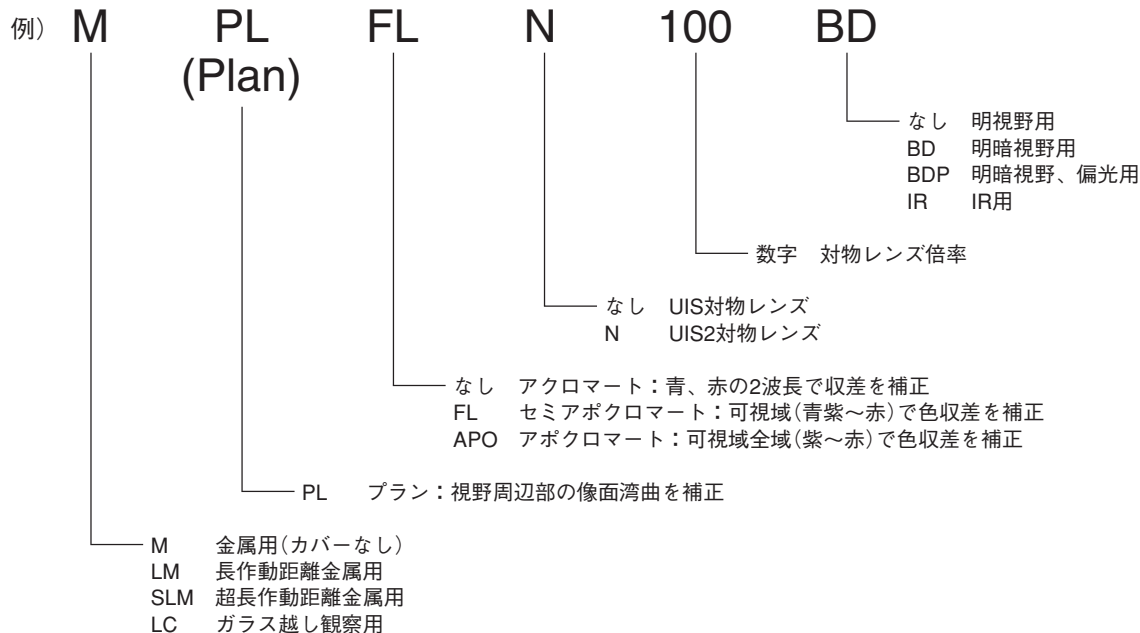 例） M PL FL N 100 BD
(Plan)
なし 明視野用
BD 明暗視野用
BDP 明暗視野、偏光用
IR IR用
数字 対物レンズ倍率
なし UIS対物レンズ
N UIS2対物レンズ
なし アクロマート：青、赤の2波長で収差を補正
FL セミアポクロマート：可視域（青紫～赤）で色収差を補正
APO アポクロマート：可視域全域（紫～赤）で色収差を補正
PL プラン：視野周辺部の像面湾曲を補正
M 金属用（カバーなし）
LM 長作動距離金属用
SLM 超長作動距離金属用
LC ガラス越し観察用